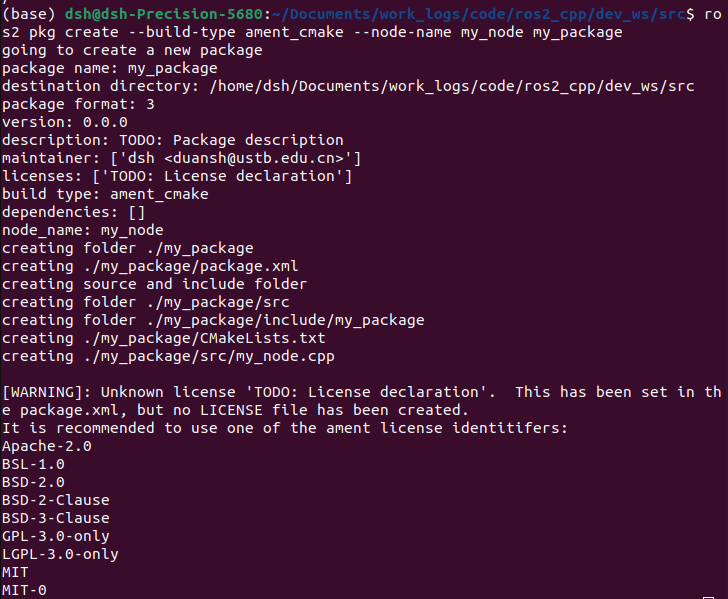 (base) dsh@dsh-Precision-5680:~/Documents/work_logs/code/ros2_cpp/dev_ws/src$ ro
s2 pkg create --build-type ament_cmake --node-name my_node my_package
going to create a new package
package name: my_package
destination directory: /home/dsh/Documents/work_logs/code/ros2_cpp/dev_ws/src
package format: 3
version: 0.0.0
description: TODO: Package description
maintainer: ['dsh <duansh@ustb.edu.cn>']
licenses: ['TODO: License declaration']
build type: ament_cmake
dependencies: []
node_name: my_node
creating folder ./my_package
creating ./my_package/package.xml
creating source and include folder
creating folder ./my_package/src
creating folder ./my_package/include/my_package
creating ./my_package/CMakeLists.txt
creating ./my_package/src/my_node.cpp

[WARNING]: Unknown license 'TODO: License declaration'.  This has been set in th
e package.xml, but no LICENSE file has been created.
It is recommended to use one of the ament license identitifers:
Apache-2.0
BSL-1.0
BSD-2.0
BSD-2-Clause
BSD-3-Clause
GPL-3.0-only
LGPL-3.0-only
MIT
MIT-0